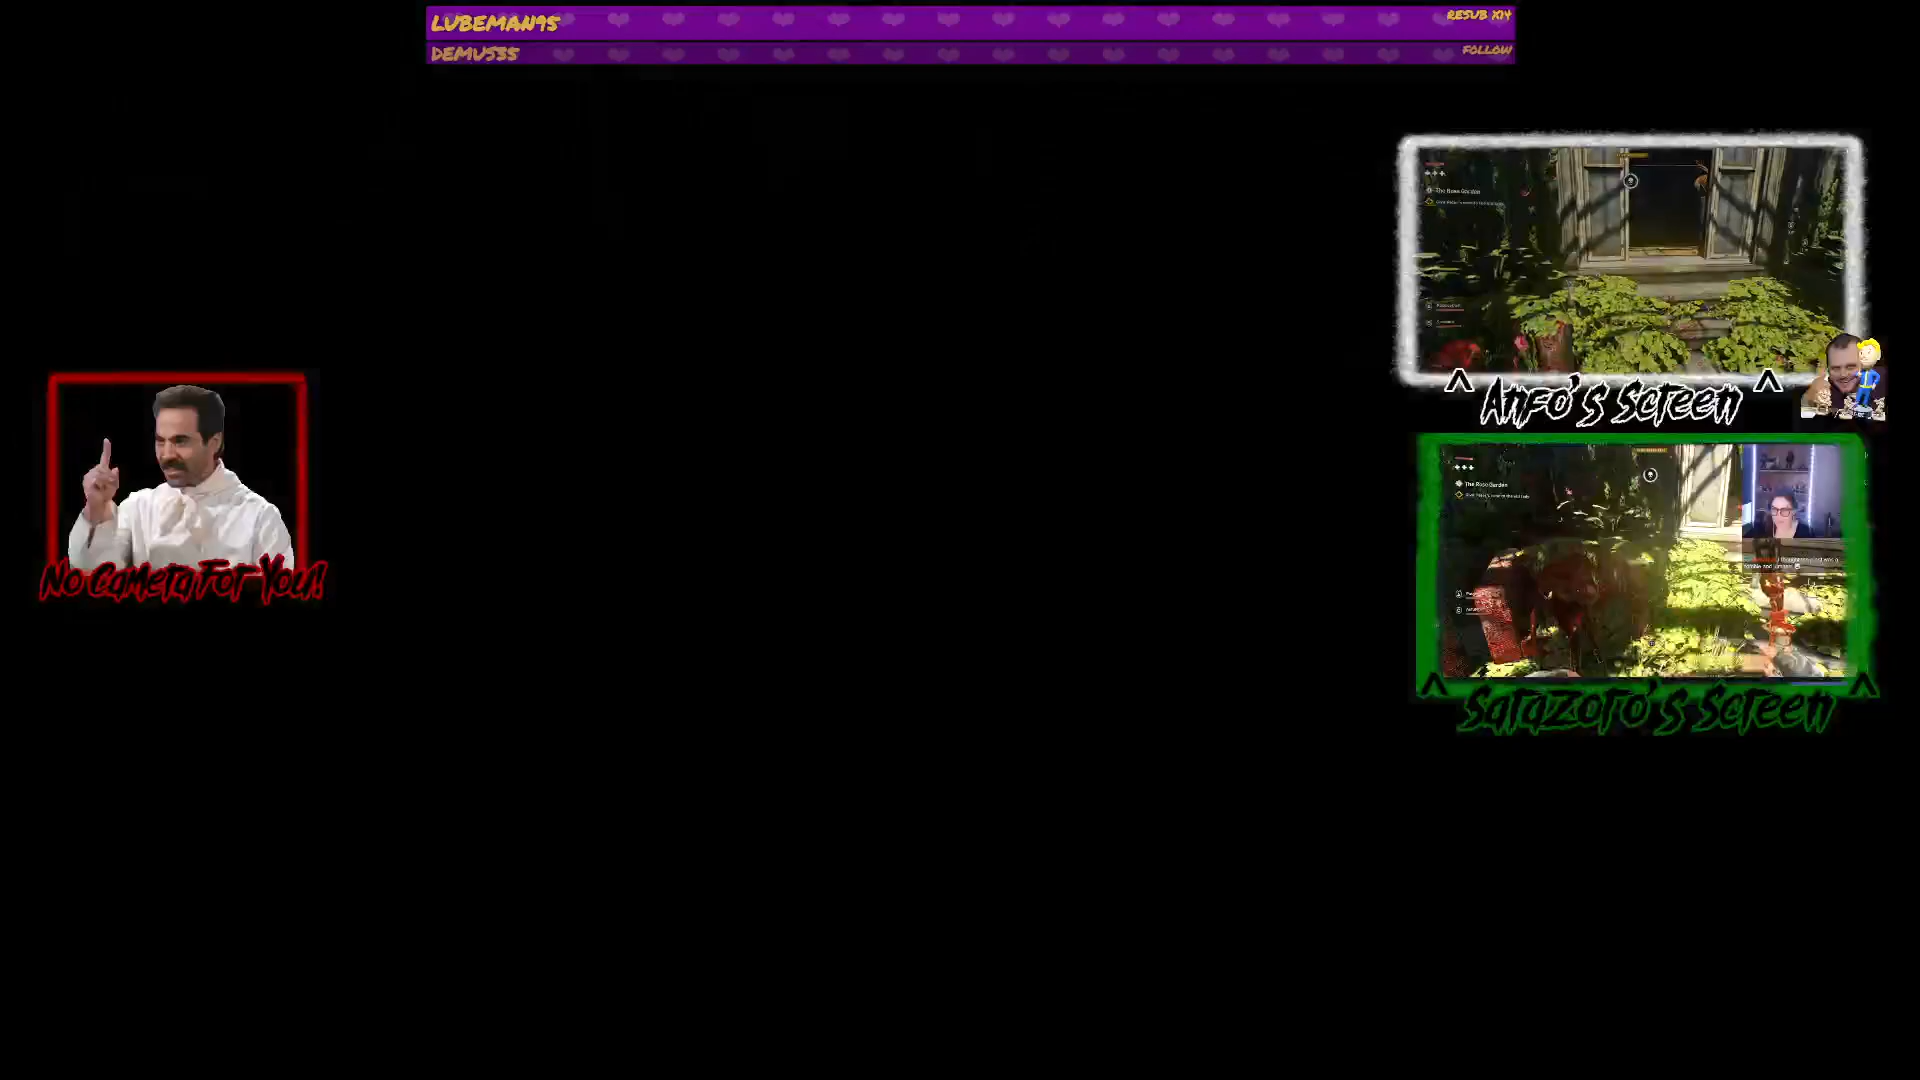 LUBEMAN95
RESUB X14
DEMUS35
FOLLOW
The Rose Garden
^ Anfo's Screen ^
The Rose Garden
No Camera For You!
^ Sarazoro's Screen ^